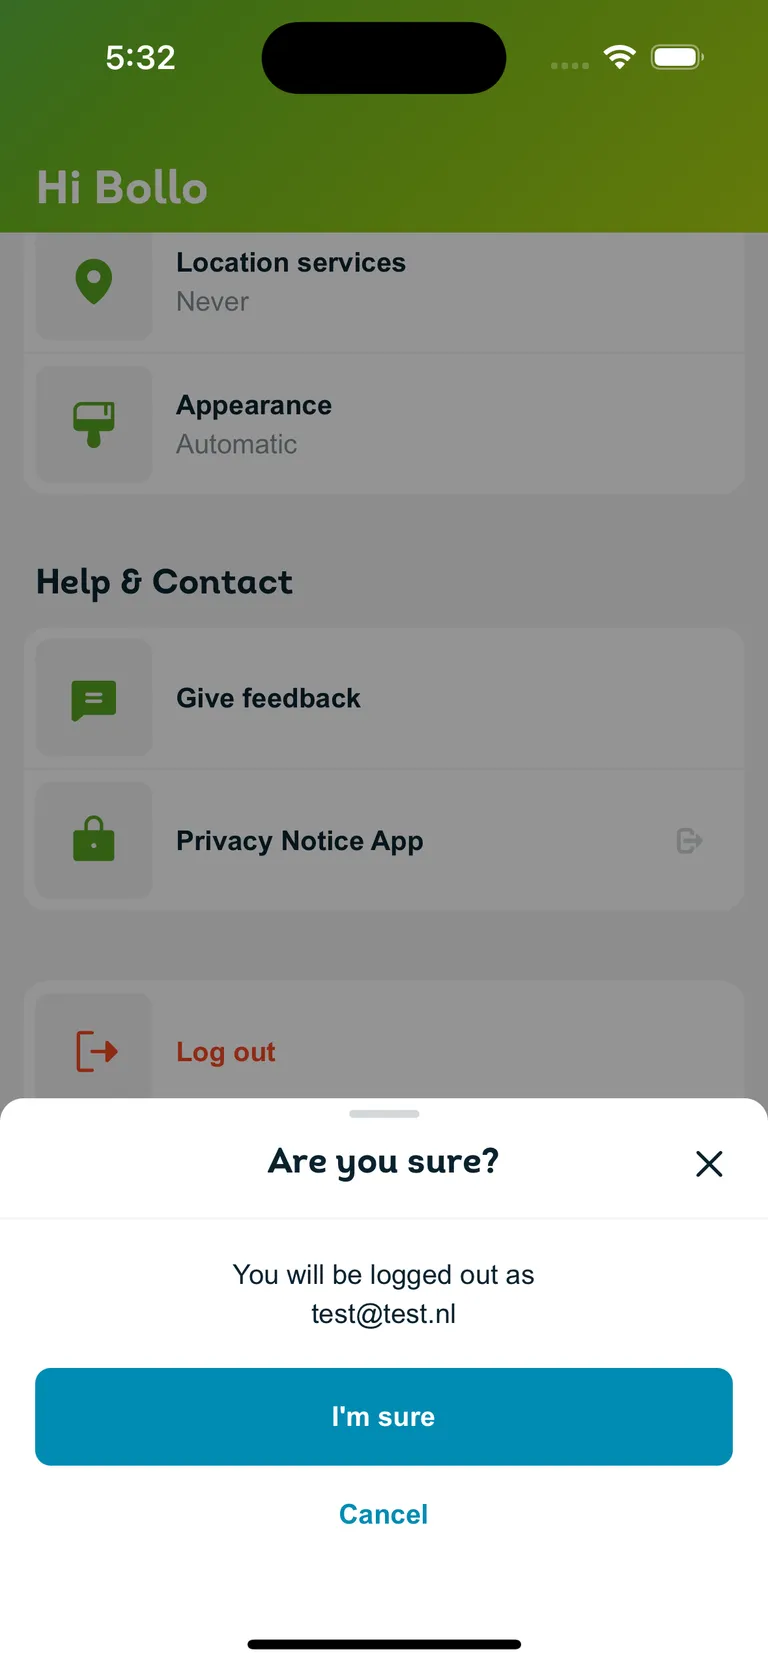 5:32
Hi Bollo
Location services
Never
Appearance
Automatic
Help & Contact
Give feedback
Privacy Notice App
Log out
Are you sure?
You will be logged out as
test@test.nl
I'm sure
Cancel